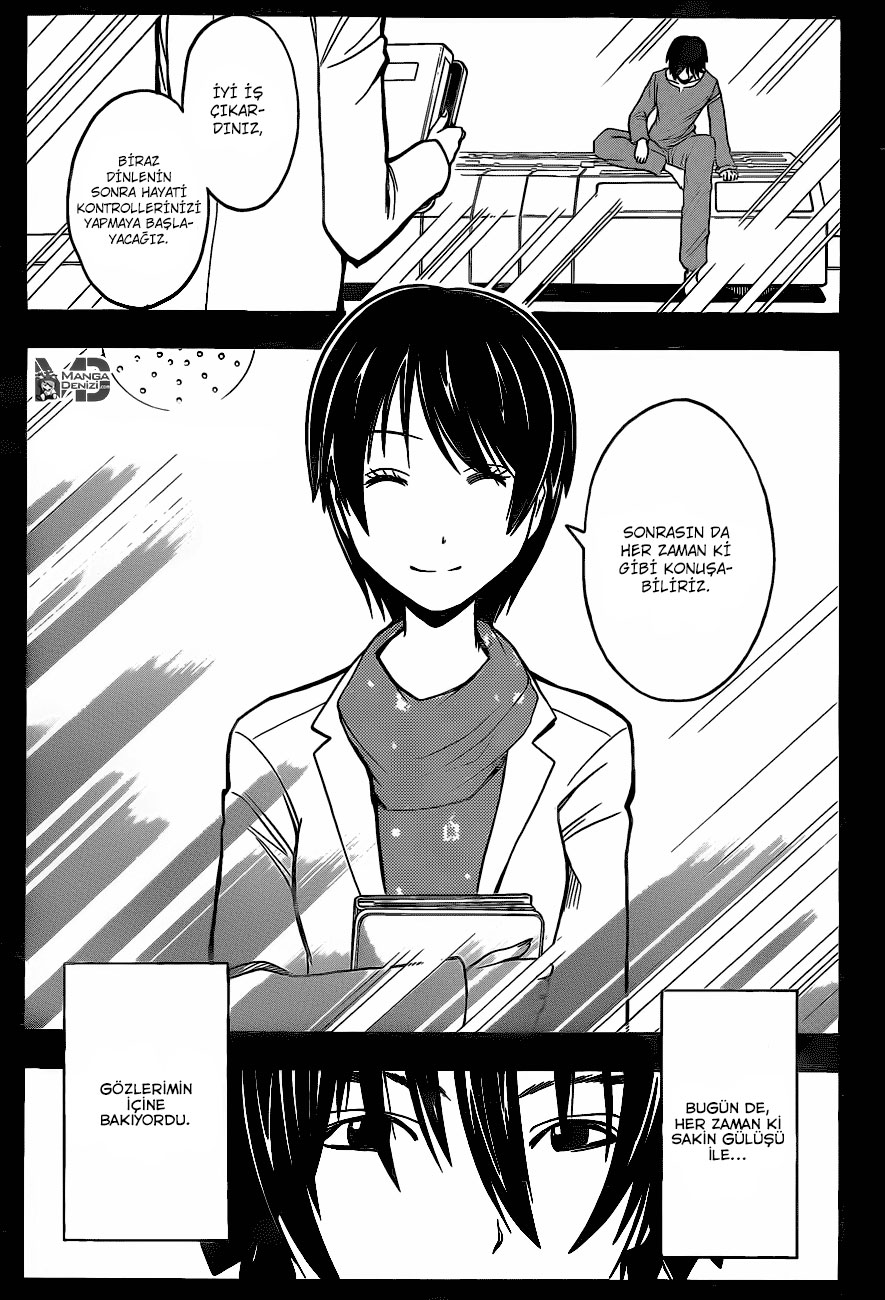 İYİ İŞ
ÇIKAR-
DINIZ,
BİRAZ
DİNLENİN
SONRA HAYATİ
KONTROLLERİNİZİ
YAPMAYA BAŞLA-
YACAĞIZ.
MANGA
DENİZİ.com
SONRASIN DA
HER ZAMAN Kİ
GİBİ KONUŞA-
BİLİRİZ.
BUGÜN DE,
HER ZAMAN Kİ
SAKİN GÜLÜŞÜ
İLE...
GÖZLERİMİN
İÇİNE
BAKIYORDU.